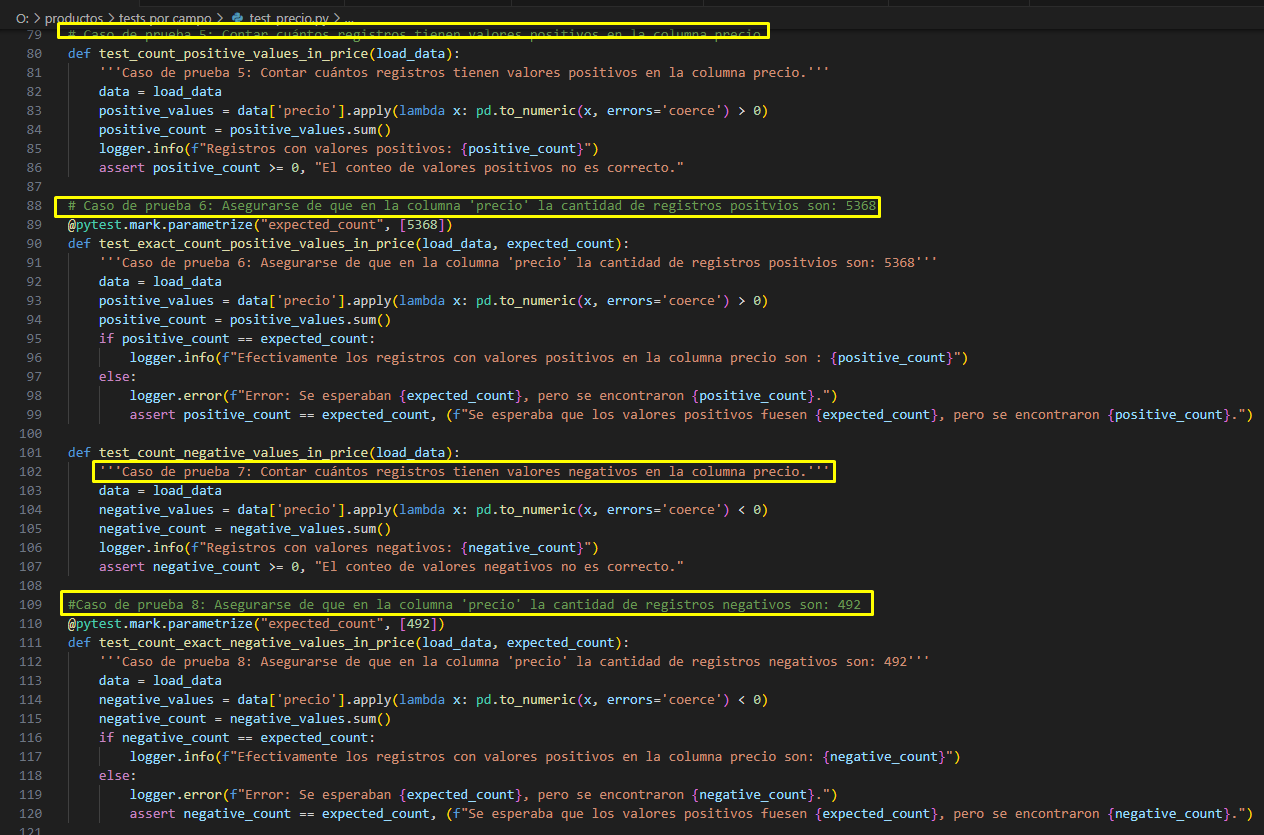 O: > productos > tests por campo > test_precio.py > ...
79 # Caso de prueba 5: Contar cuántos registros tienen valores positivos en la columna precio.
80 def test_count_positive_values_in_price(load_data):
81 '''Caso de prueba 5: Contar cuántos registros tienen valores positivos en la columna precio.'''
82 data = load_data
83 positive_values = data['precio'].apply(lambda x: pd.to_numeric(x, errors='coerce') > 0)
84 positive_count = positive_values.sum()
85 logger.info(f"Registros con valores positivos: {positive_count}")
86 assert positive_count >= 0, "El conteo de valores positivos no es correcto."
87
88 # Caso de prueba 6: Asegurarse de que en la columna 'precio' la cantidad de registros positvios son: 5368
89 @pytest.mark.parametrize("expected_count", [5368])
90 def test_exact_count_positive_values_in_price(load_data, expected_count):
91 '''Caso de prueba 6: Asegurarse de que en la columna 'precio' la cantidad de registros positvios son: 5368'''
92 data = load_data
93 positive_values = data['precio'].apply(lambda x: pd.to_numeric(x, errors='coerce') > 0)
94 positive_count = positive_values.sum()
95 if positive_count == expected_count:
96 logger.info(f"Efectivamente los registros con valores positivos en la columna precio son : {positive_count}")
97 else:
98 logger.error(f"Error: Se esperaban {expected_count}, pero se encontraron {positive_count}.")
99 assert positive_count == expected_count, (f"Se esperaba que los valores positivos fuesen {expected_count}, pero se encontraron {positive_count}.")
100
101 def test_count_negative_values_in_price(load_data):
102 '''Caso de prueba 7: Contar cuántos registros tienen valores negativos en la columna precio.'''
103 data = load_data
104 negative_values = data['precio'].apply(lambda x: pd.to_numeric(x, errors='coerce') < 0)
105 negative_count = negative_values.sum()
106 logger.info(f"Registros con valores negativos: {negative_count}")
107 assert negative_count >= 0, "El conteo de valores negativos no es correcto."
108
109 #Caso de prueba 8: Asegurarse de que en la columna 'precio' la cantidad de registros negativos son: 492
110 @pytest.mark.parametrize("expected_count", [492])
111 def test_count_exact_negative_values_in_price(load_data, expected_count):
112 '''Caso de prueba 8: Asegurarse de que en la columna 'precio' la cantidad de registros negativos son: 492'''
113 data = load_data
114 negative_values = data['precio'].apply(lambda x: pd.to_numeric(x, errors='coerce') < 0)
115 negative_count = negative_values.sum()
116 if negative_count == expected_count:
117 logger.info(f"Efectivamente los registros con valores positivos en la columna precio son: {negative_count}")
118 else:
119 logger.error(f"Error: Se esperaban {expected_count}, pero se encontraron {negative_count}.")
120 assert negative_count == expected_count, (f"Se esperaba que los valores positivos fuesen {expected_count}, pero se encontraron {negative_count}.")
121